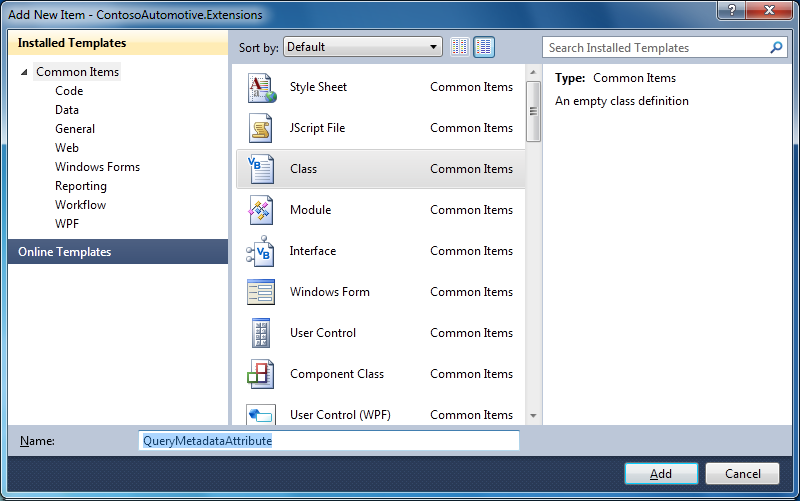 Add New Item - ContosoAutomotive.Extensions
Installed Templates
Common Items
Code
Data
General
Web
Windows Forms
Reporting
Workflow
WPF
Online Templates
Sort by: Default
Search Installed Templates
Style Sheet Common Items
JScript File Common Items
VB Class Common Items
Module Common Items
VB Interface Common Items
Windows Form Common Items
User Control Common Items
Component Class Common Items
User Control (WPF) Common Items
Type: Common Items
An empty class definition
Name: QueryMetadataAttribute
Add Cancel